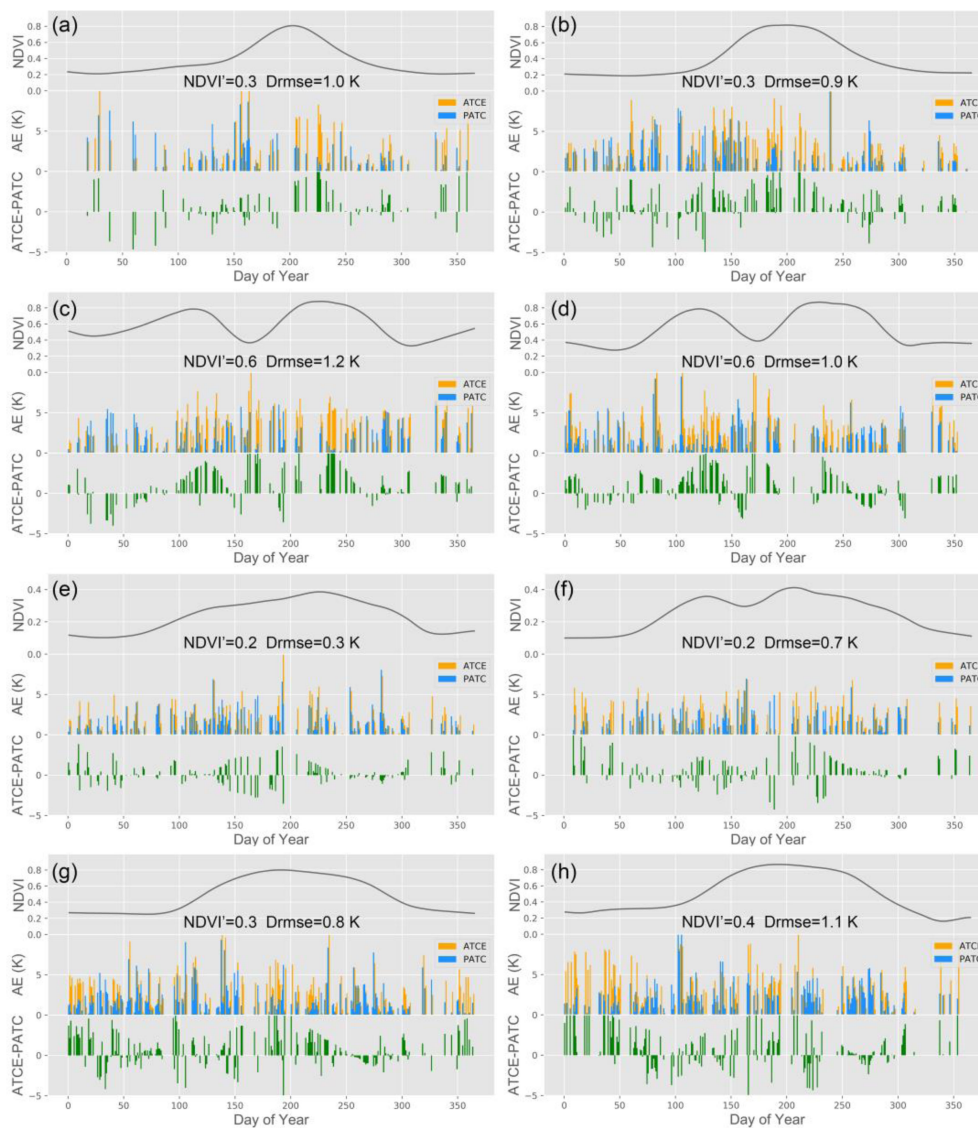 (a)
NDVI
0.8
0.6
0.4
0.2
0.0
NDVI'=0.3 Drmse=1.0 K
ATCE
PATC
AE (K)
5
0
ATCE-PATC
0
−5
0 50 100 150 200 250 300 350
Day of Year
(b)
NDVI
0.8
0.6
0.4
0.2
0.0
NDVI'=0.3 Drmse=0.9 K
ATCE
PATC
AE (K)
5
0
ATCE-PATC
0
−5
0 50 100 150 200 250 300 350
Day of Year
(c)
NDVI
0.8
0.6
0.4
0.2
0.0
NDVI'=0.6 Drmse=1.2 K
ATCE
PATC
AE (K)
5
0
ATCE-PATC
0
−5
0 50 100 150 200 250 300 350
Day of Year
(d)
NDVI
0.8
0.6
0.4
0.2
0.0
NDVI'=0.6 Drmse=1.0 K
ATCE
PATC
AE (K)
5
0
ATCE-PATC
0
−5
0 50 100 150 200 250 300 350
Day of Year
(e)
NDVI
0.4
0.2
0.0
NDVI'=0.2 Drmse=0.3 K
ATCE
PATC
AE (K)
5
0
ATCE-PATC
0
−5
0 50 100 150 200 250 300 350
Day of Year
(f)
NDVI
0.4
0.2
0.0
NDVI'=0.2 Drmse=0.7 K
ATCE
PATC
AE (K)
5
0
ATCE-PATC
0
−5
0 50 100 150 200 250 300 350
Day of Year
(g)
NDVI
0.8
0.6
0.4
0.2
0.0
NDVI'=0.3 Drmse=0.8 K
ATCE
PATC
AE (K)
5
0
ATCE-PATC
0
−5
0 50 100 150 200 250 300 350
Day of Year
(h)
NDVI
0.8
0.6
0.4
0.2
0.0
NDVI'=0.4 Drmse=1.1 K
ATCE
PATC
AE (K)
5
0
ATCE-PATC
0
−5
0 50 100 150 200 250 300 350
Day of Year